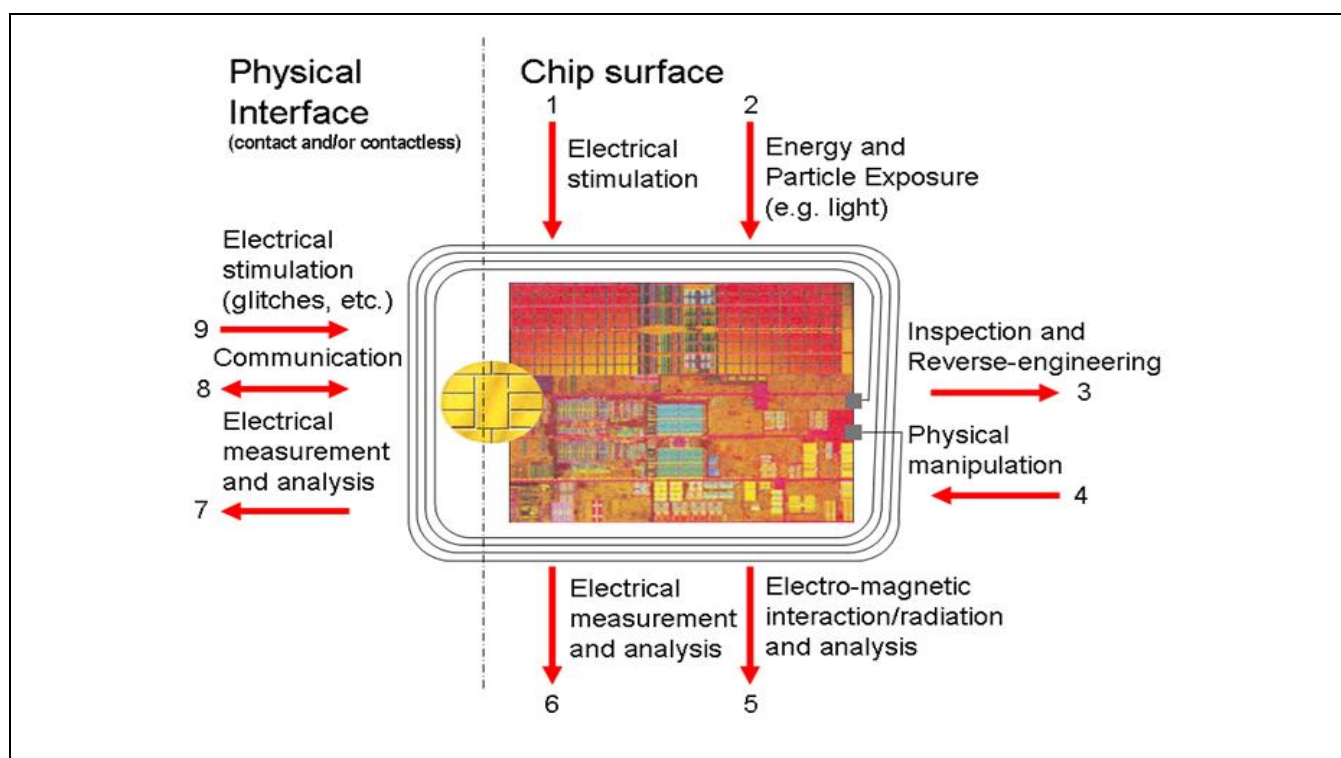 Physical
Interface
(contact and/or contactless)
Chip surface
1
2
Electrical
stimulation
Energy and
Particle Exposure
(e.g. light)
Electrical
stimulation
(glitches, etc.)
9
Communication
8
Electrical
measurement
and analysis
7
Inspection and
Reverse-engineering
3
Physical
manipulation
4
Electrical
measurement
and analysis
6
Electro-magnetic
interaction/radiation
and analysis
5